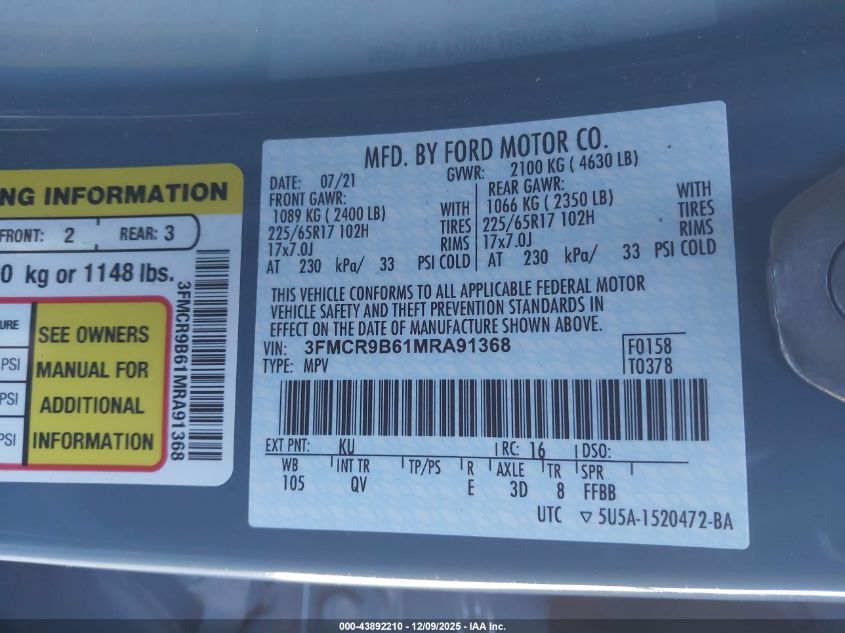 MFD. BY FORD MOTOR CO.
DATE: 07/21 GVWR: 2100 KG ( 4630 LB)
FRONT GAWR: REAR GAWR:
1089 KG (2400 LB) WITH 1066 KG ( 2350 LB) WITH
225/65R17 102H TIRES 225/65R17 102H TIRES
17x7.0J RIMS 17x7.0J RIMS
AT 230 kPa/ 33 PSI COLD AT 230 kPa/ 33 PSI COLD
THIS VEHICLE CONFORMS TO ALL APPLICABLE FEDERAL MOTOR
VEHICLE SAFETY AND THEFT PREVENTION STANDARDS IN
EFFECT ON THE DATE OF MANUFACTURE SHOWN ABOVE.
VIN: 3FMCR9B61MRA91368 F0158
TYPE: MPV T0378
EXT PNT: KU RC: 16 DSO:
WB INT TR TP/PS R AXLE TR SPR
105 QV E 3D 8 FFBB
UTC ▽ 5U5A-1520472-BA
NG INFORMATION
FRONT: 2 REAR: 3
0 kg or 1148 lbs.
SEE OWNERS
PSI MANUAL FOR
PSI ADDITIONAL
PSI INFORMATION
3FMCR9B61MRA91368
000-43892210 - 12/09/2025 - IAA Inc.